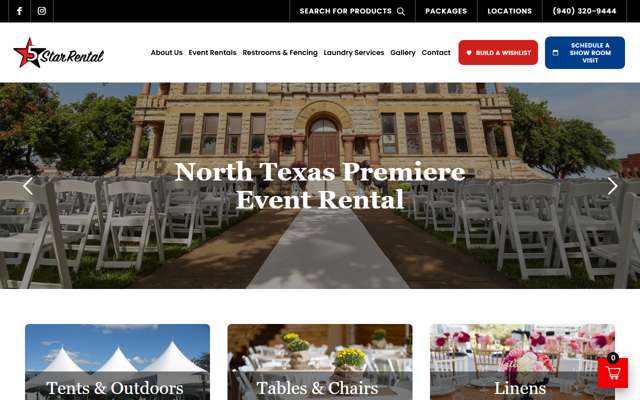 SEARCH FOR PRODUCTS
PACKAGES
LOCATIONS
(940) 320-9444
5 Star Rental
About Us
Event Rentals
Restrooms & Fencing
Laundry Services
Gallery
Contact
BUILD A WISHLIST
SCHEDULE A
SHOW ROOM
VISIT
North Texas Premiere
Event Rental
Tents & Outdoors
Tables & Chairs
Linens
0